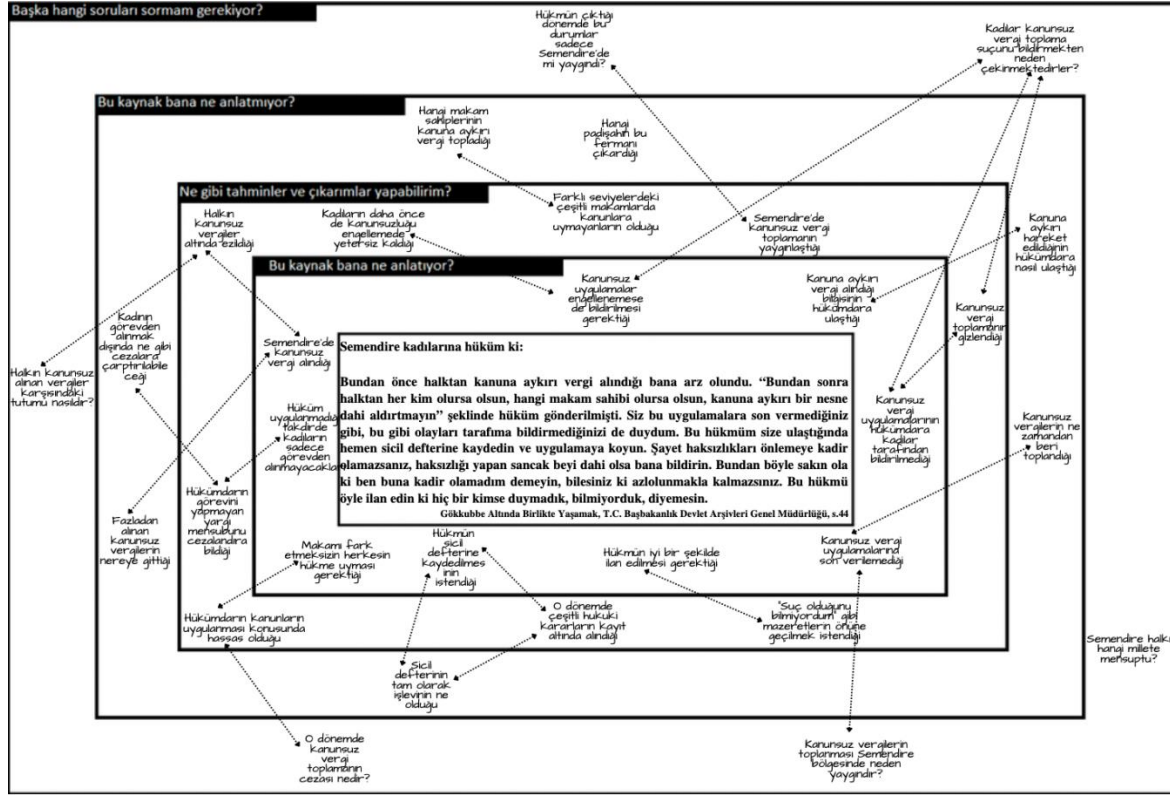 Başka hangi soruları sormam gerekiyor?
Hükmün çıktığı
dönemde bu
durumlar
sadece
Semendire'de
mi yaygındı?
Kadılar kanunsuz
vergi toplama
suçunu bildirmekten
neden
çekinmektedirler?
Bu kaynak bana ne anlatmıyor?
Hangi makam
sahiplerinin
kanuna aykırı
vergi topladığı
Hangi
padişahın bu
fermanı
çıkardığı
Ne gibi tahminler ve çıkarımlar yapabilirim?
Halkın
kanunsuz
vergiler
altında ezildiği
Kadıların daha önce
de kanunsuzluğu
engellemede
yetersiz kaldığı
Farklı seviyelerdeki
çeşitli makamlarda
kanunlara
uymayanların olduğu
Semendire'de
kanunsuz vergi
toplamanın
yaygınlaştığı
Kanuna
aykırı
hareket
edildiğinin
hükümdara
nasıl ulaştığı
Bu kaynak bana ne anlatıyor?
Kanunsuz
uygulamalar
engellenemese
de bildirilmesi
gerektiği
Kanuna aykırı
vergi alındığı
bilgisinin
hükümdara
ulaştığı
Kanunsuz
vergi
toplamanın
gizlendiği
Kadının
görevden
alınmak
dışında ne gibi
cezalara
çarptırılabile
ceği
Semendire'de
kanunsuz
vergi alındığı
Halkın kanunsuz
alınan vergiler
karşısındaki
tutumu nasıldır?
Semendire kadılarına hüküm ki:
Bundan önce halktan kanuna aykırı vergi alındığı bana arz olundu. “Bundan sonra
halktan her kim olursa olsun, hangi makam sahibi olursa olsun, kanuna aykırı bir nesne
dahi aldırtmayın” şeklinde hüküm gönderilmişti. Siz bu uygulamalara son vermediğiniz
gibi, bu gibi olayları tarafıma bildirmediğinizi de duydum. Bu hükmüm size ulaştığında
hemen sicil defterine kaydedin ve uygulamaya koyun. Şayet haksızlıkları önlemeye kadir
olamazsanız, haksızlığı yapan sancak beyi dahi olsa bana bildirin. Bundan böyle sakın ola
ki ben buna kadir olamadım demeyin, bilesiniz ki azlolunmakla kalmazsınız. Bu hükmü
öyle ilan edin ki hiç bir kimse duymadık, bilmiyorduk, diyemesin.
Gökkubbe Altında Birlikte Yaşamak, T.C. Başbakanlık Devlet Arşivleri Genel Müdürlüğü, s.44
Hüküm
uygulanmadığı
takdirde
kadıların
sadece
görevden
alınmayacakları
Kanunsuz
vergi
uygulamalarının
hükümdara
kadılar
tarafından
bildirilmediği
Kanunsuz
vergilerin ne
zamandan
beri
toplandığı
Hükümdarın
görevini
yapmayan
yargı
mensubunu
cezalandıra
bildiği
Fazladan
alınan
kanunsuz
vergilerin
nereye gittiği
Makamı fark
etmeksizin herkesin
hükme uyması
gerektiği
Hükmün
sicil
defterine
kaydedilmes
inin
istendiği
Hükmün iyi bir şekilde
ilan edilmesi gerektiği
Kanunsuz vergi
uygulamalarına
son verilemediği
Hükümdarın kanunların
uygulanması konusunda
hassas olduğu
O dönemde
çeşitli hukuki
kararların kayıt
altında alındığı
"Suç olduğunu
bilmiyordum" gibi
mazeretlerin önüne
geçilmek istendiği
Semendire halkı
hangi millete
mensuptu?
Sicil
defterinin
tam olarak
işlevinin ne
olduğu
O dönemde
kanunsuz
vergi
toplamanın
cezası nedir?
Kanunsuz vergilerin
toplanması Semendire
bölgesinde neden
yaygındır?